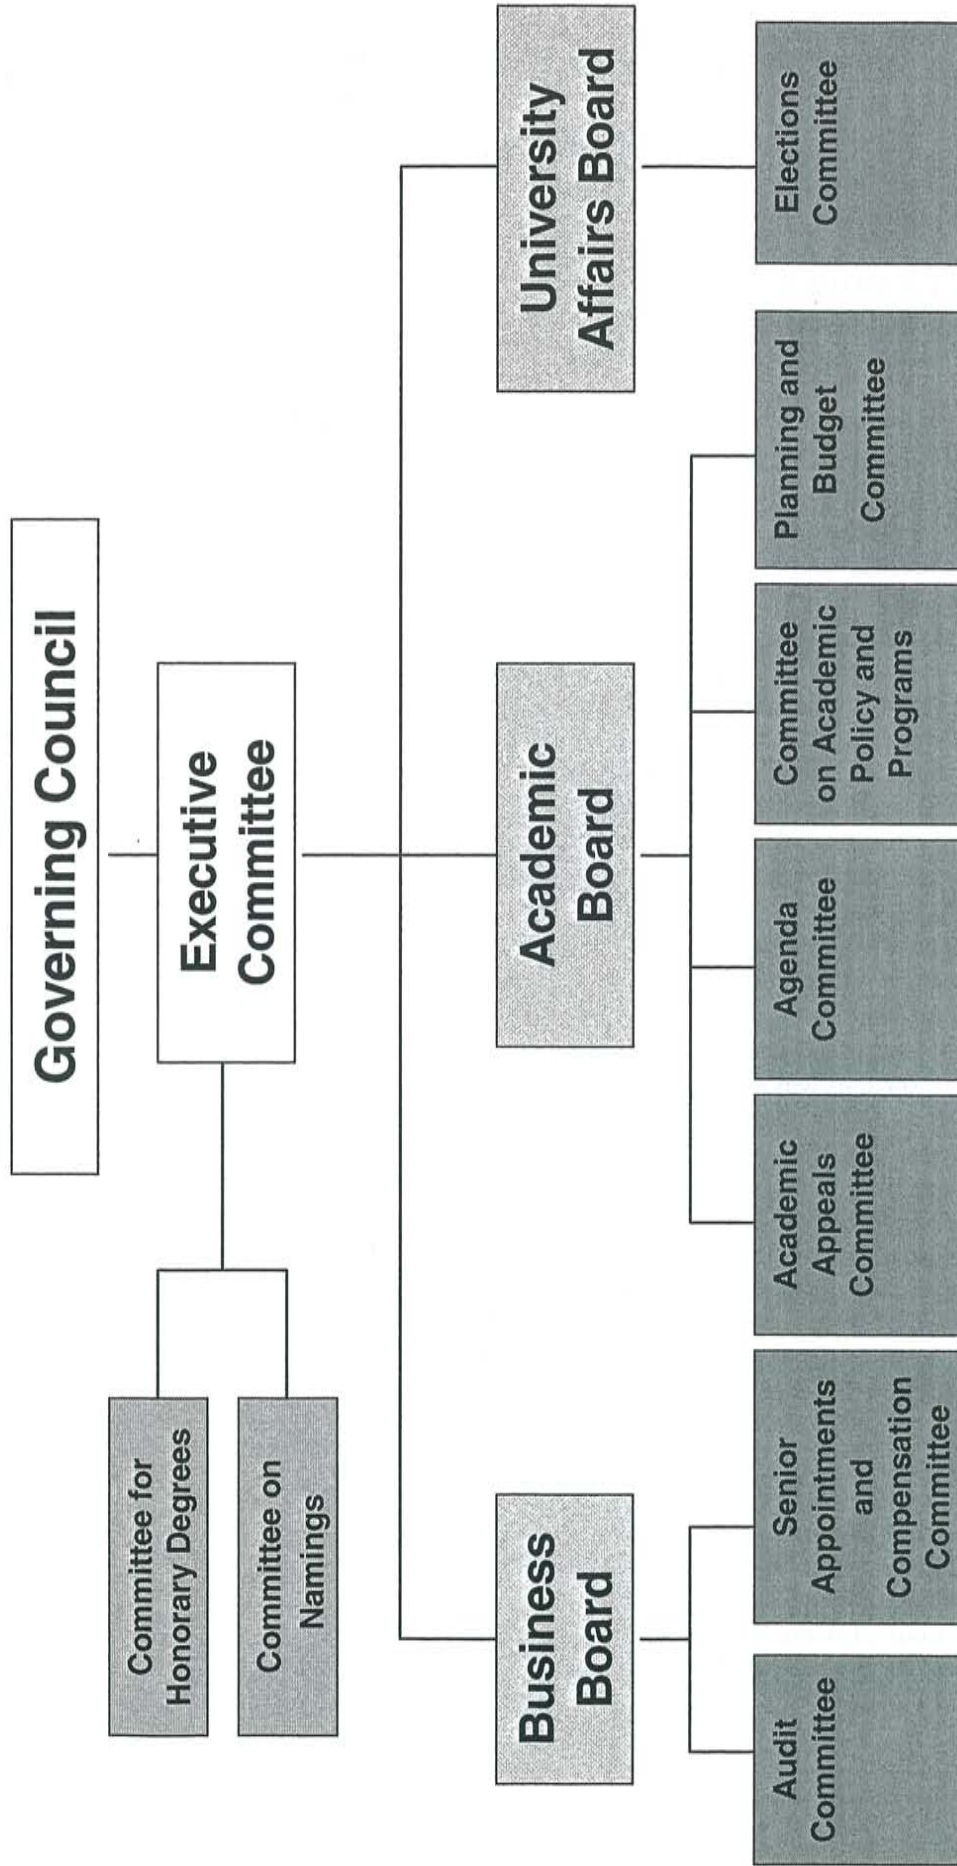 Governing Council
Executive
Committee
Committee for
Honorary Degrees
Committee on
Namings
Business
Board
Academic
Board
University
Affairs Board
Audit
Committee
Senior
Appointments
and
Compensation
Committee
Academic
Appeals
Committee
Agenda
Committee
Committee
on Academic
Policy and
Programs
Planning and
Budget
Committee
Elections
Committee